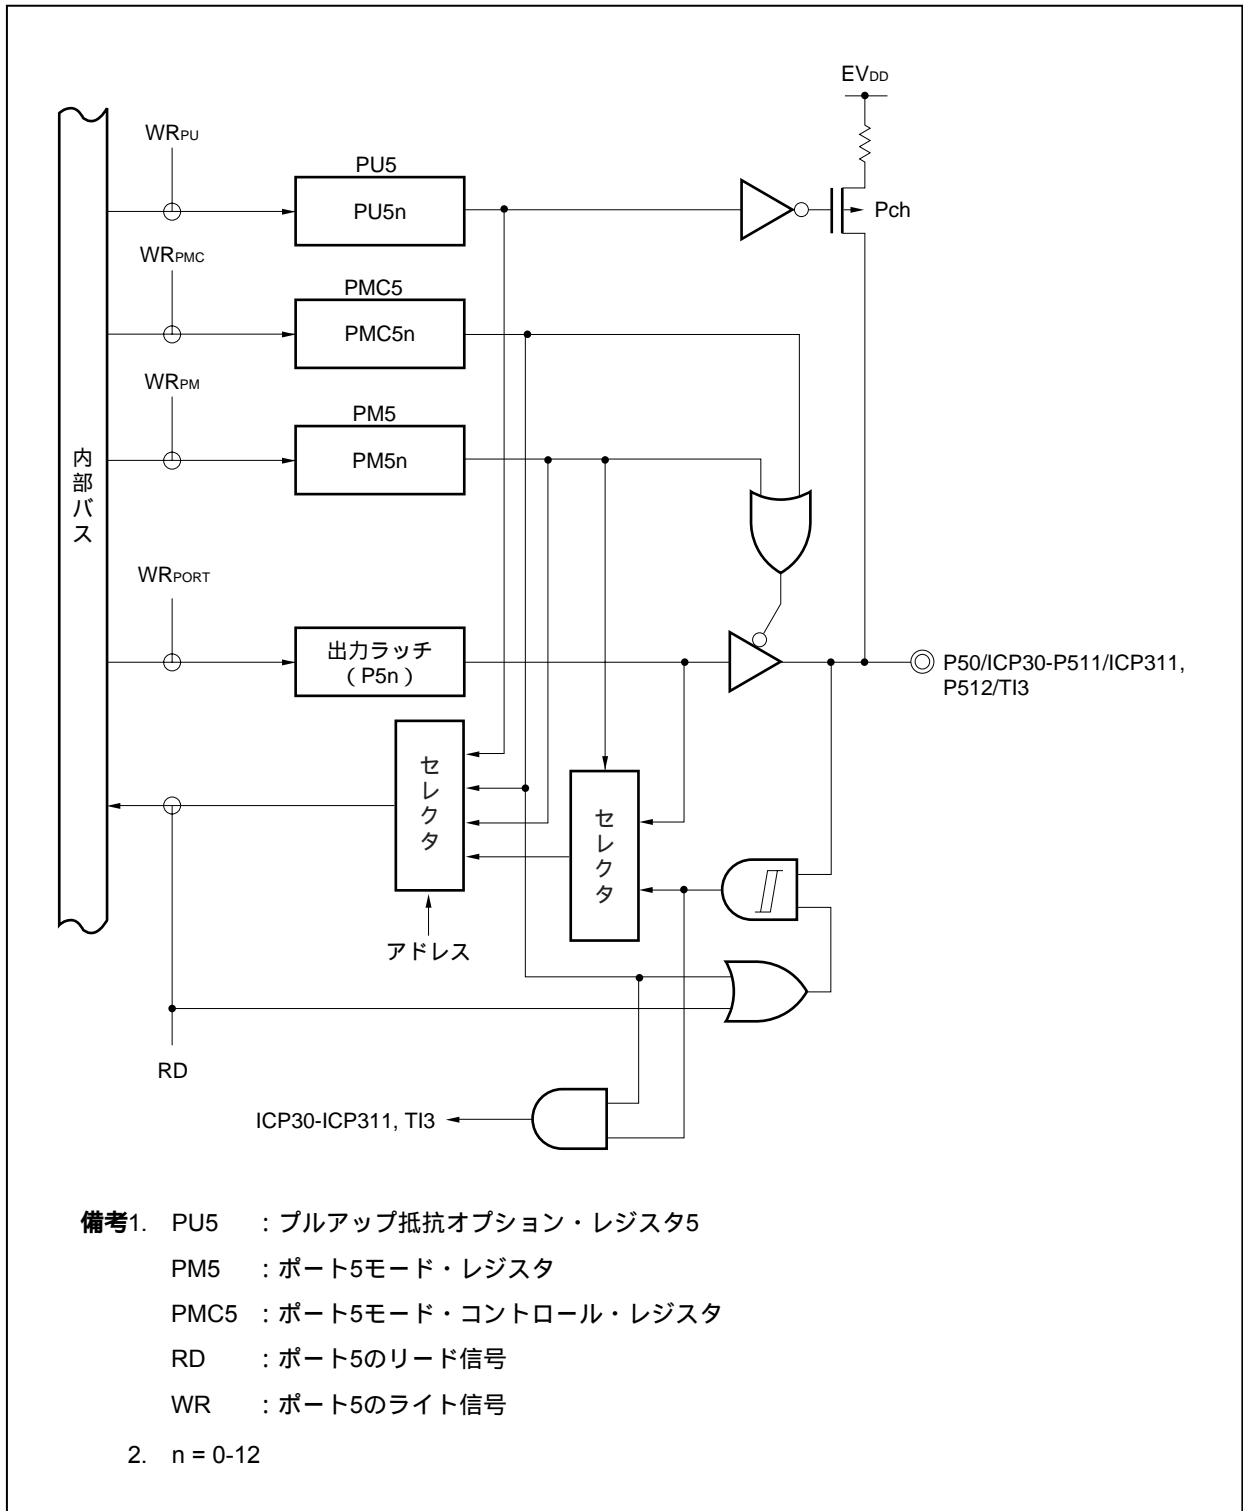 EVDD
WRPU
PU5
PU5n
Pch
WRPMC
PMC5
PMC5n
WRPM
PM5
PM5n
内部バス
WRPORT
出力ラッチ
（P5n）
P50/ICP30-P511/ICP311,
P512/TI3
セレクタ
セレクタ
アドレス
RD
ICP30-ICP311, TI3
備考1. PU5 ：プルアップ抵抗オプション・レジスタ5
PM5 ：ポート5モード・レジスタ
PMC5 ：ポート5モード・コントロール・レジスタ
RD ：ポート5のリード信号
WR ：ポート5のライト信号
2. n = 0-12